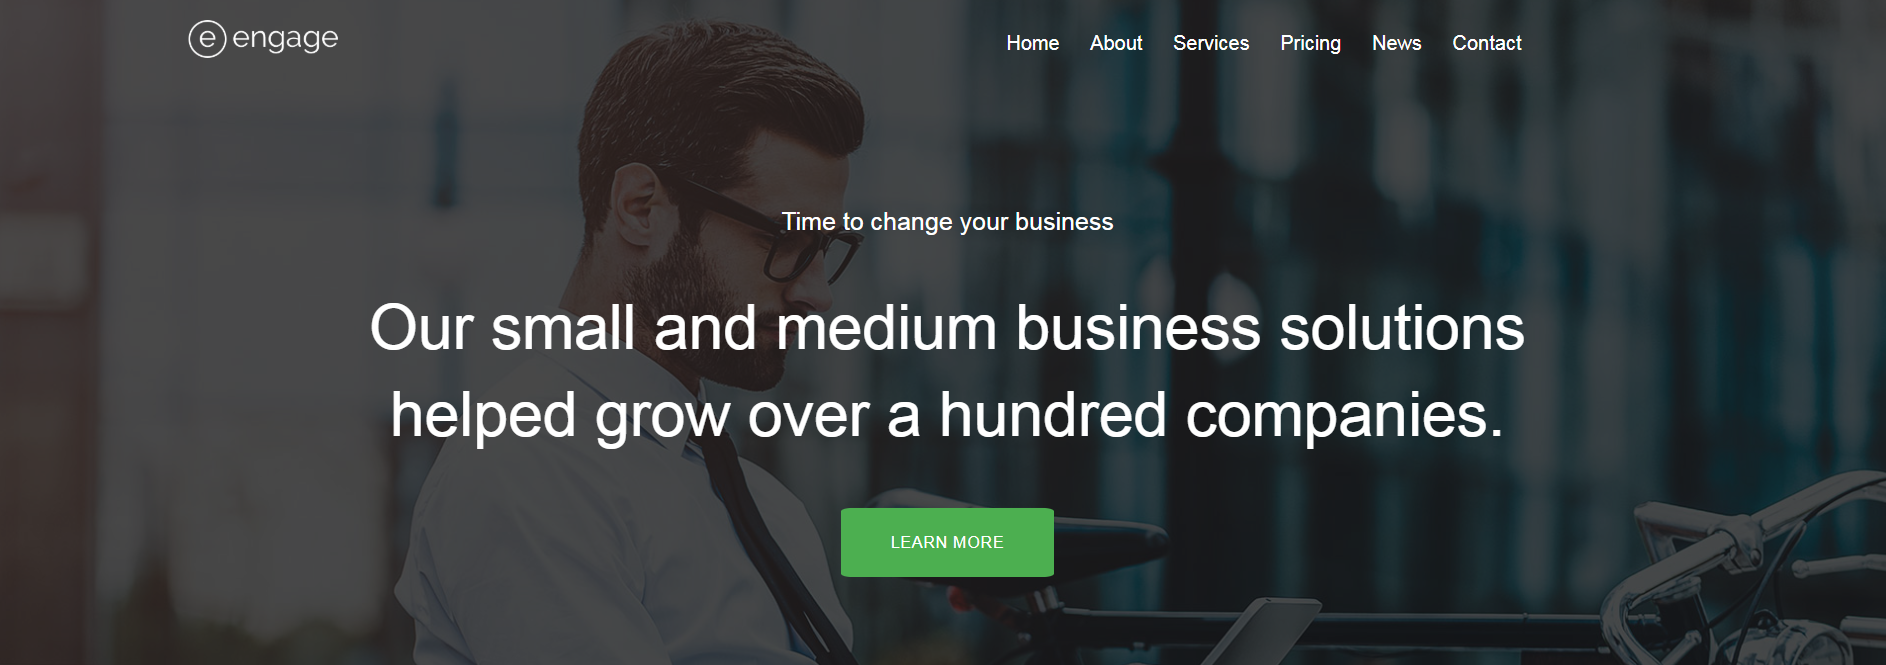 e engage
Home About Services Pricing News Contact
Time to change your business
Our small and medium business solutions
helped grow over a hundred companies.
LEARN MORE